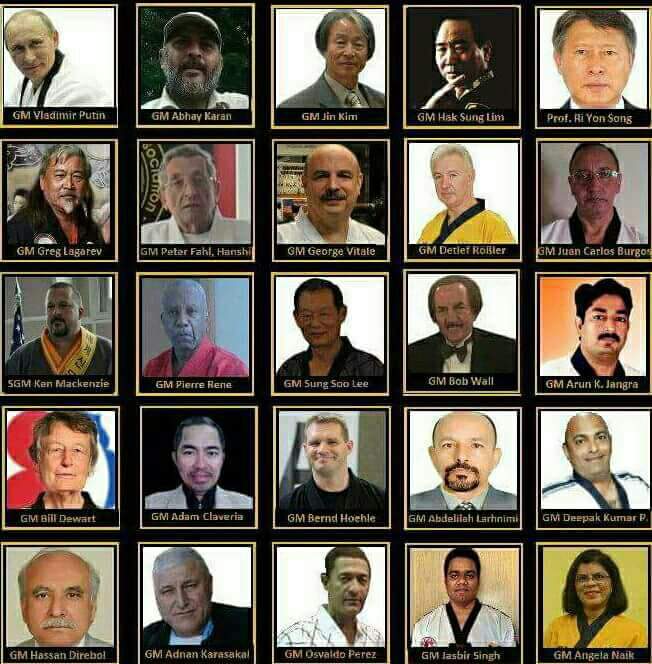 GM Vladimir Putin
GM Abhay Karan
GM Jin Kim
GM Hak Sung Lim
Prof. Ri Yon Song
GM Greg Lagarev
GM Peter Fahl, Hanshi
GM George Vitale
GM Detlef Rößler
GM Juan Carlos Burgos
SGM Ken Mackenzie
GM Pierre Rene
GM Sung Soo Lee
GM Bob Wall
GM Arun K. Jangra
GM Bill Dewart
GM Adam Claveria
GM Bernd Hoehle
GM Abdelilah Larhnimi
GM Deepak Kumar P.
GM Hassan Direbol
GM Adnan Karasakal
GM Osvaldo Perez
GM Jasbir Singh
GM Angela Naik